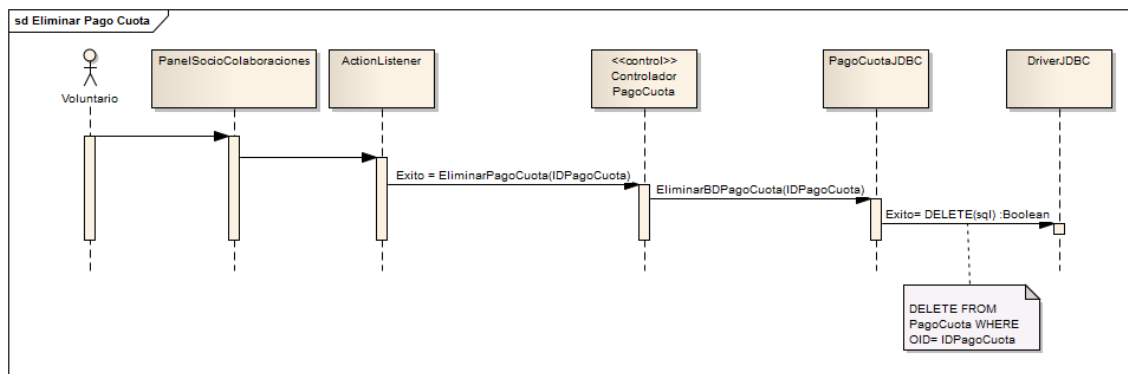 sd Eliminar Pago Cuota
Voluntario
PanelSocioColaboraciones
ActionListener
<<control>>
Controlador
PagoCuota
PagoCuotaJDBC
DriverJDBC
Exito = EliminarPagoCuota(IDPagoCuota)
EliminarBDPagoCuota(IDPagoCuota)
Exito= DELETE(sql) :Boolean
DELETE FROM
PagoCuota WHERE
OID= IDPagoCuota